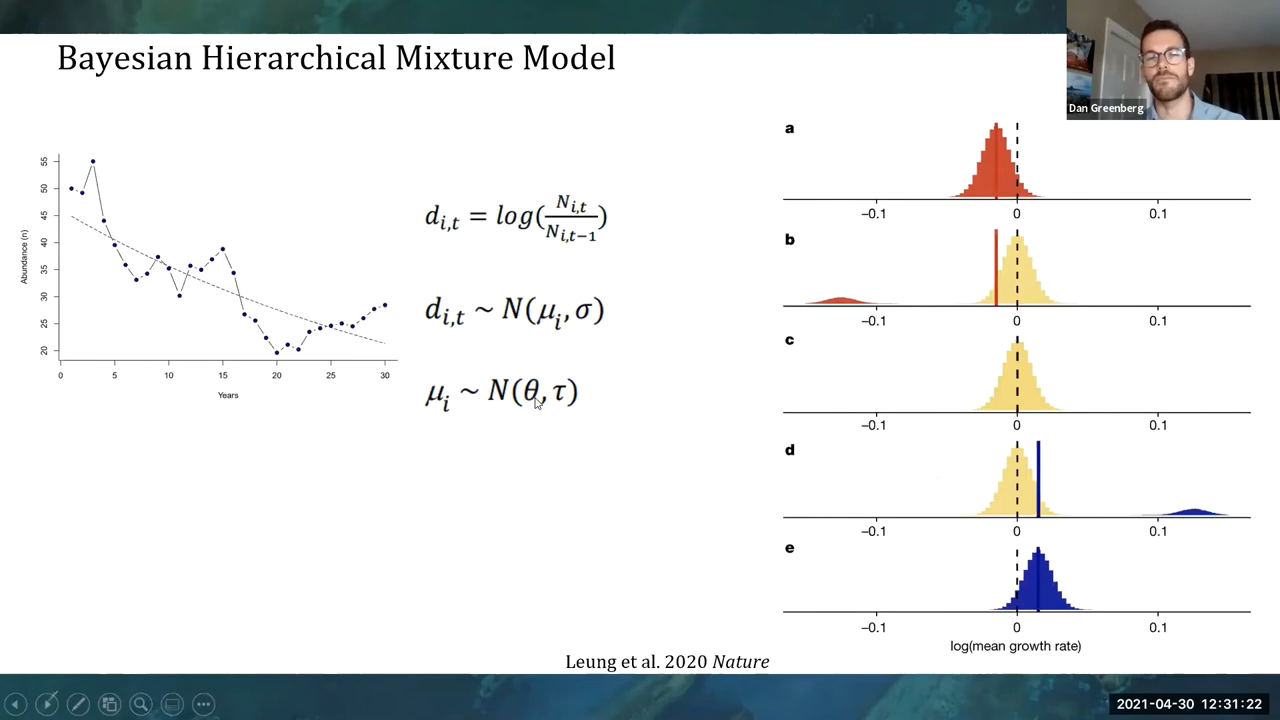 Bayesian Hierarchical Mixture Model
Dan Greenberg
55
50
45
40
35
30
25
20
Abundance (n)
0 5 10 15 20 25 30
Years
d_{i,t} = log(\frac{N_{i,t}}{N_{i,t-1}})
d_{i,t} ~ N(μ_i, σ)
μ_i ~ N(θ, τ)
a
−0.1 0 0.1
b
−0.1 0 0.1
c
−0.1 0 0.1
d
−0.1 0 0.1
e
−0.1 0 0.1
log(mean growth rate)
Leung et al. 2020 Nature
2021-04-30 12:31:22